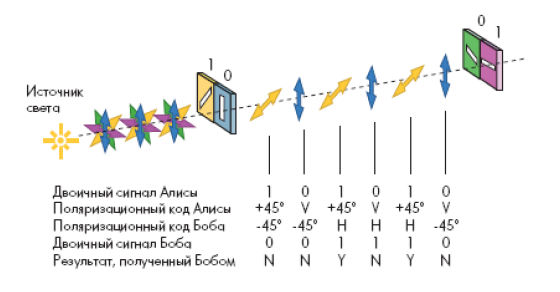 0
1
1
0
Источник
света
Двоичный сигнал Алисы 1 0 1 0 1 0
Поляризационный код Алисы +45° V +45° V +45° V
Поляризационный код Боба -45° -45° H H H -45°
Двоичный сигнал Боба 0 0 1 1 1 0
Результат, полученный Бобом N N Y N Y N